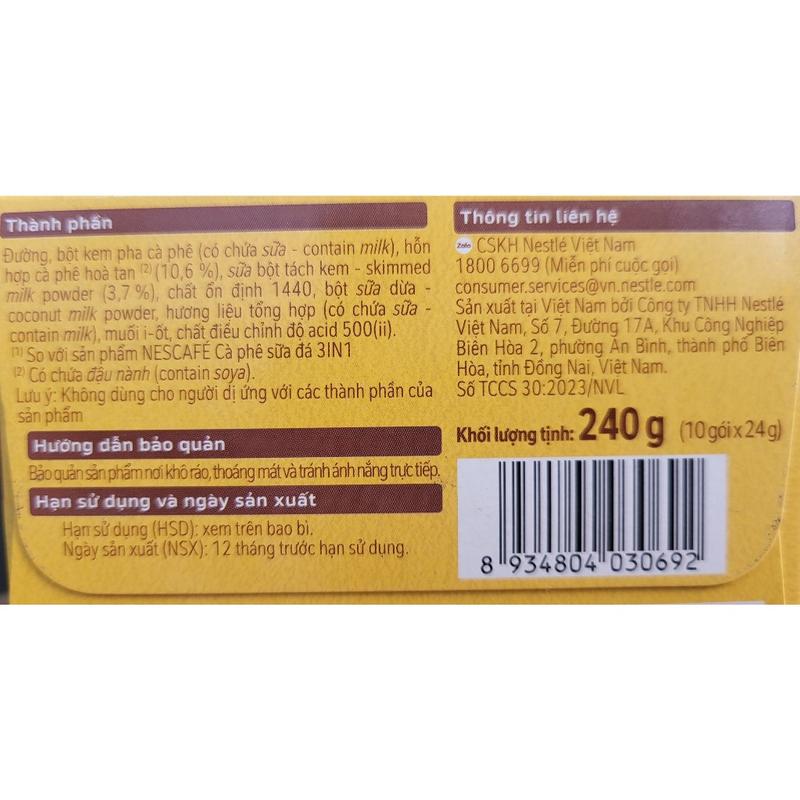 Thành phần
Đường, bột kem pha cà phê (có chứa sữa - contain milk), hỗn
hợp cà phê hoà tan (2) (10,6 %), sữa bột tách kem - skimmed
milk powder (3,7 %), chất ổn định 1440, bột sữa dừa -
coconut milk powder, hương liệu tổng hợp (có chứa sữa -
contain milk), muối i-ốt, chất điều chỉnh độ acid 500(ii).
(1) So với sản phẩm NESCAFÉ Cà phê sữa đá 3IN1
(2) Có chứa đậu nành (contain soya).
Lưu ý: Không dùng cho người dị ứng với các thành phần của
sản phẩm
Hướng dẫn bảo quản
Bảo quản sản phẩm nơi khô ráo, thoáng mát và tránh ánh nắng trực tiếp.
Hạn sử dụng và ngày sản xuất
Hạn sử dụng (HSD): xem trên bao bì.
Ngày sản xuất (NSX): 12 tháng trước hạn sử dụng.
Thông tin liên hệ
Zalo CSKH Nestlé Việt Nam
1800 6699 (Miễn phí cuộc gọi)
consumer.services@vn.nestle.com
Sản xuất tại Việt Nam bởi Công ty TNHH Nestlé
Việt Nam, Số 7, Đường 17A, Khu Công Nghiệp
Biên Hòa 2, phường An Bình, thành phố Biên
Hòa, tỉnh Đồng Nai, Việt Nam.
Số TCCS 30:2023/NVL
Khối lượng tịnh: 240 g (10 gói x 24g)
8 934804 030692